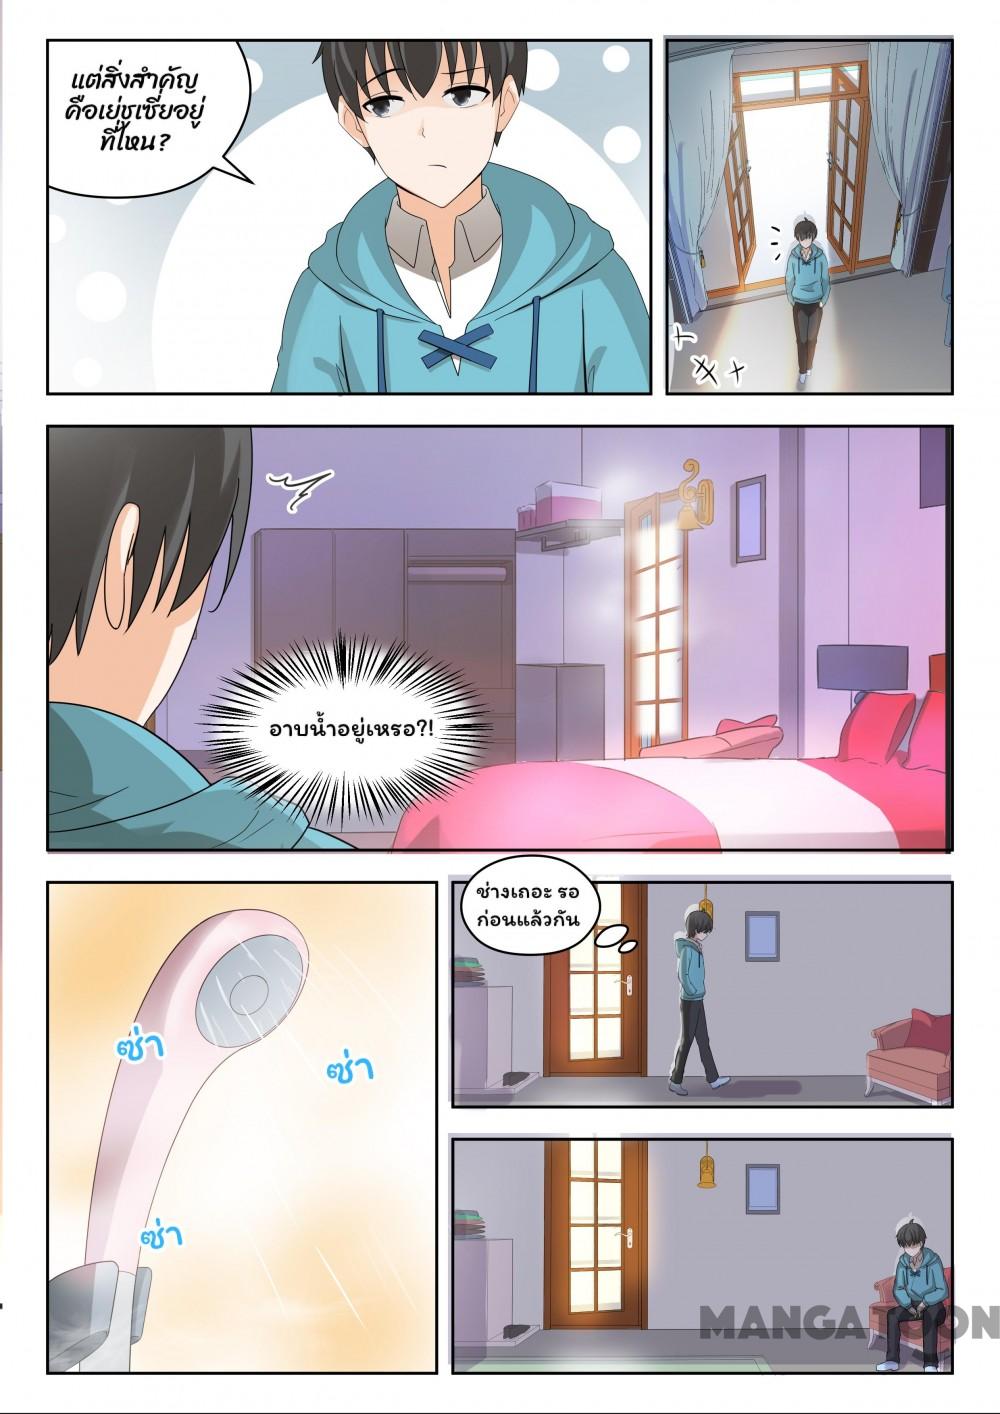 แต่สิ่งสำคัญ
คือเย่ชูเซี่ยอยู่
ที่ไหน?
อาบน้ำอยู่เหรอ?!
ช่างเถอะ รอ
ก่อนแล้วกัน
ซ่า
ซ่า
ซ่า
MANGATOON